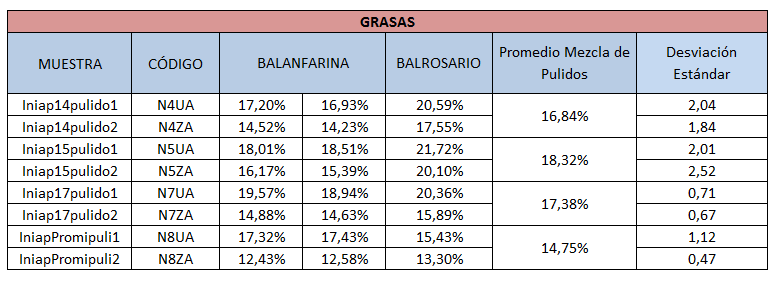 GRASAS
MUESTRA CÓDIGO BALANFARINA BALROSARIO Promedio Mezcla de Pulidos Desviación Estándar
Iniap14pulido1 N4UA 17,20% 16,93% 20,59% 16,84% 2,04
Iniap14pulido2 N4ZA 14,52% 14,23% 17,55% 1,84
Iniap15pulido1 N5UA 18,01% 18,51% 21,72% 18,32% 2,01
Iniap15pulido2 N5ZA 16,17% 15,39% 20,10% 2,52
Iniap17pulido1 N7UA 19,57% 18,94% 20,36% 17,38% 0,71
Iniap17pulido2 N7ZA 14,88% 14,63% 15,89% 0,67
IniapPromipuli1 N8UA 17,32% 17,43% 15,43% 14,75% 1,12
IniapPromipuli2 N8ZA 12,43% 12,58% 13,30% 0,47